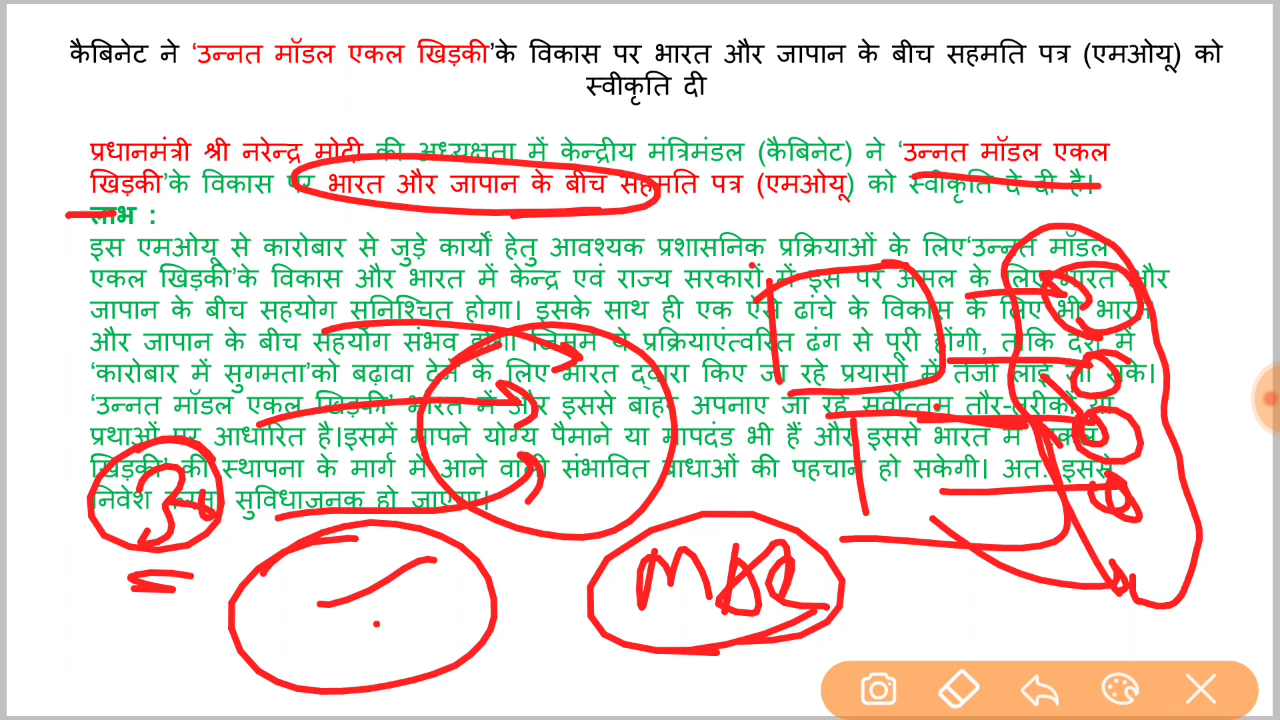 कैबिनेट ने ‘उन्नत मॉडल एकल खिड़की’के विकास पर भारत और जापान के बीच सहमति पत्र (एमओयू) को
स्वीकृति दी
प्रधानमंत्री श्री नरेन्द्र मोदी की अध्यक्षता में केन्द्रीय मंत्रिमंडल (कैबिनेट) ने ‘उन्नत मॉडल एकल
खिड़की’के विकास पर भारत और जापान के बीच सहमति पत्र (एमओयू) को स्वीकृति दे दी है।
लाभ :
इस एमओयू से कारोबार से जुड़े कार्यों हेतु आवश्यक प्रशासनिक प्रक्रियाओं के लिए‘उन्नत मॉडल
एकल खिड़की’के विकास और भारत में केन्द्र एवं राज्य सरकारों में इस पर अमल के लिए भारत और
जापान के बीच सहयोग सुनिश्चित होगा। इसके साथ ही एक ऐसे ढांचे के विकास के लिए भी भारत
और जापान के बीच सहयोग संभव होगा जिसमें ये प्रक्रियाएंत्वरित ढंग से पूरी होंगी, ताकि देश में
‘कारोबार में सुगमता’को बढ़ावा देने के लिए भारत द्वारा किए जा रहे प्रयासों में तेजी लाई जा सके।
‘उन्नत मॉडल एकल खिड़की’ भारत में और इससे बाहर अपनाए जा रहे सर्वोत्तम तौर-तरीकों या
प्रथाओं पर आधारित है।इसमें मापने योग्य पैमाने या मापदंड भी हैं और इससे भारत में ‘एकल
खिड़की’ की स्थापना के मार्ग में आने वाली संभावित बाधाओं की पहचान हो सकेगी। अत: इससे
निवेश करना सुविधाजनक हो जाएगा।